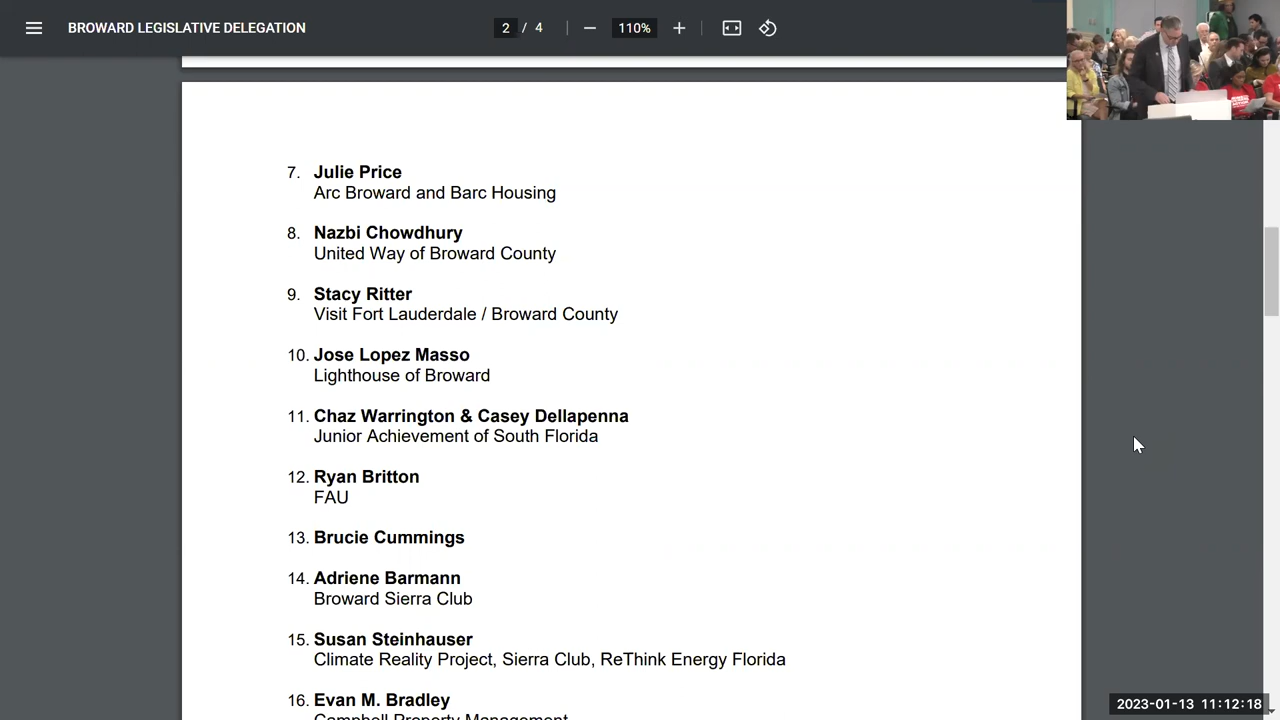 BROWARD LEGISLATIVE DELEGATION
2 / 4
110%
7. Julie Price
Arc Broward and Barc Housing
8. Nazbi Chowdhury
United Way of Broward County
9. Stacy Ritter
Visit Fort Lauderdale / Broward County
10. Jose Lopez Masso
Lighthouse of Broward
11. Chaz Warrington & Casey Dellapenna
Junior Achievement of South Florida
12. Ryan Britton
FAU
13. Brucie Cummings
14. Adriene Barmann
Broward Sierra Club
15. Susan Steinhauser
Climate Reality Project, Sierra Club, ReThink Energy Florida
16. Evan M. Bradley
Campbell Property Management
2023-01-13 11:12:18